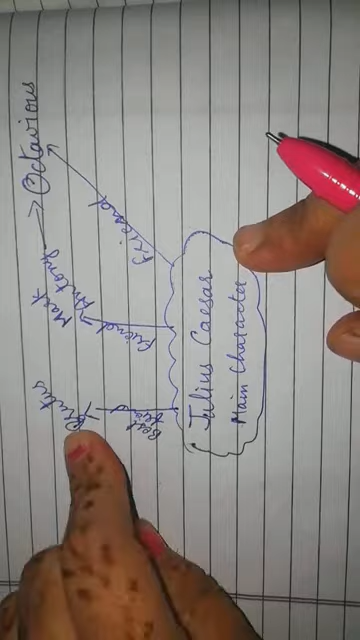 Julius Caesar
Main Character
Best
friend
Brutus
Friend
Mark
Antony
Friend
Octavious